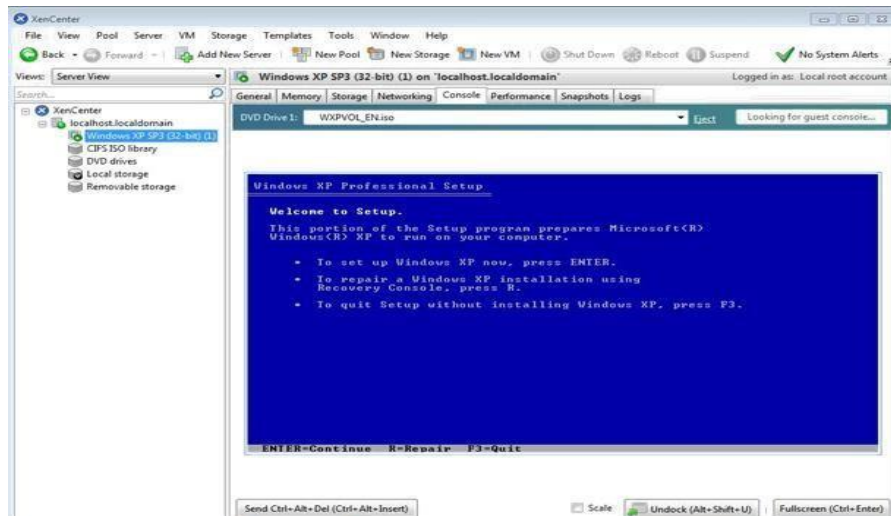 XenCenter
File View Pool Server VM Storage Templates Tools Window Help
Back Forward Add New Server New Pool New Storage New VM Shut Down Reboot Suspend No System Alerts
Views: Server View
Windows XP SP3 (32-bit) (1) on 'localhost.localdomain'
Logged in as: Local root account
Search...
General Memory Storage Networking Console Performance Snapshots Logs
XenCenter
localhost.localdomain
Windows XP SP3 (32-bit) (1)
CIFS ISO library
DVD drives
Local storage
Removable storage
DVD Drive 1: WXPVOL_EN.iso Eject Looking for guest console...
Windows XP Professional Setup
Welcome to Setup.
This portion of the Setup program prepares Microsoft(R)
Windows(R) XP to run on your computer.
• To set up Windows XP now, press ENTER.
• To repair a Windows XP installation using
Recovery Console, press R.
• To quit Setup without installing Windows XP, press F3.
ENTER=Continue R=Repair F3=Quit
Send Ctrl+Alt+Del (Ctrl+Alt+Insert) Scale Undock (Alt+Shift+U) Fullscreen (Ctrl+Enter)